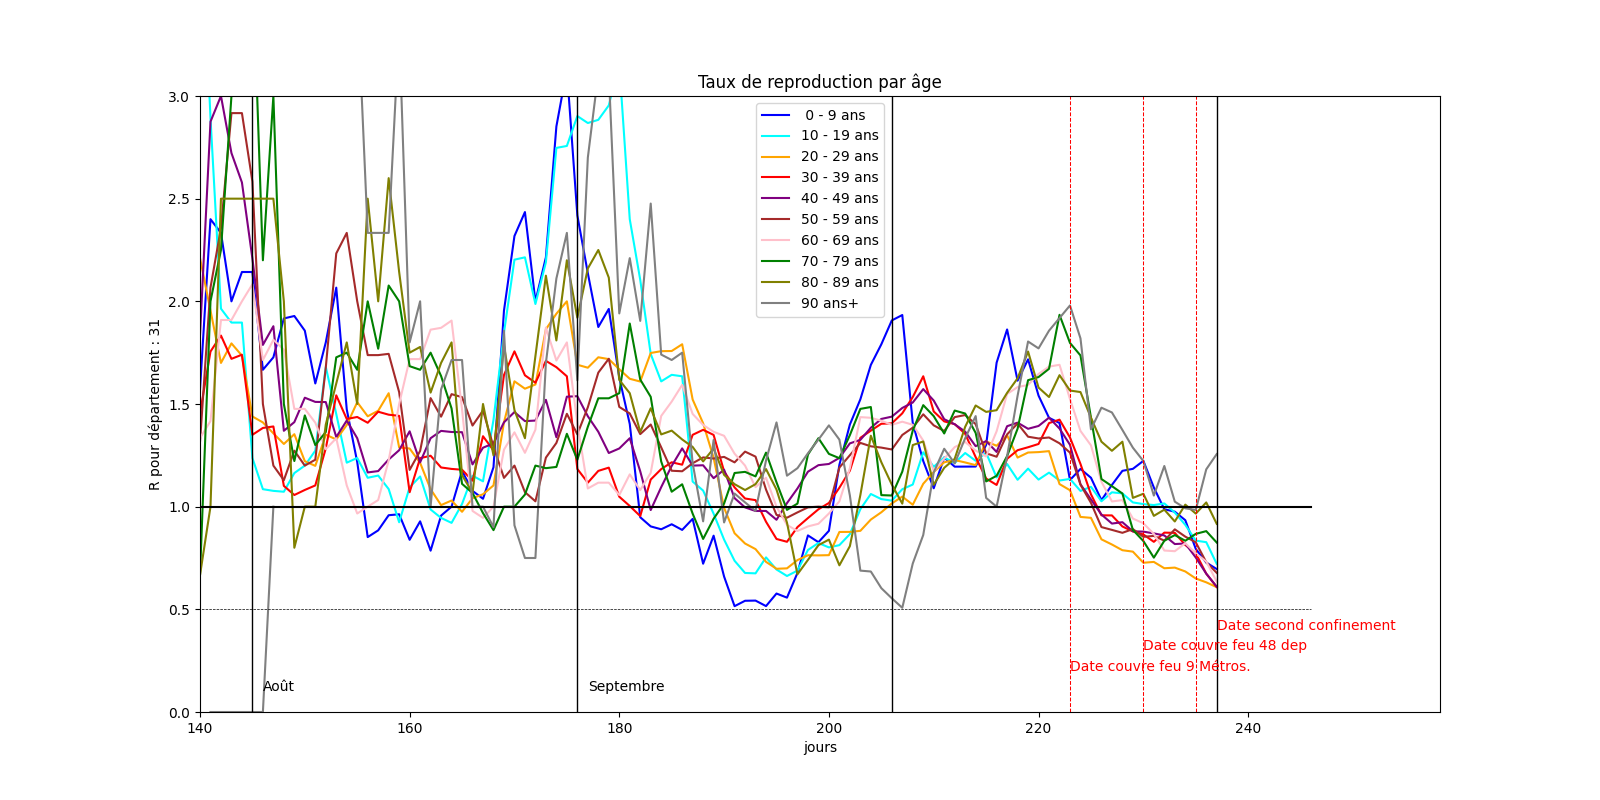 Taux de reproduction par âge
R pour département : 31
3.0
2.5
2.0
1.5
1.0
0.5
0.0
0 - 9 ans
10 - 19 ans
20 - 29 ans
30 - 39 ans
40 - 49 ans
50 - 59 ans
60 - 69 ans
70 - 79 ans
80 - 89 ans
90 ans+
Date second confinement
Date couvre feu 48 dep
Date couvre feu 9 Métros.
Août
Septembre
140
160
180
200
220
240
jours